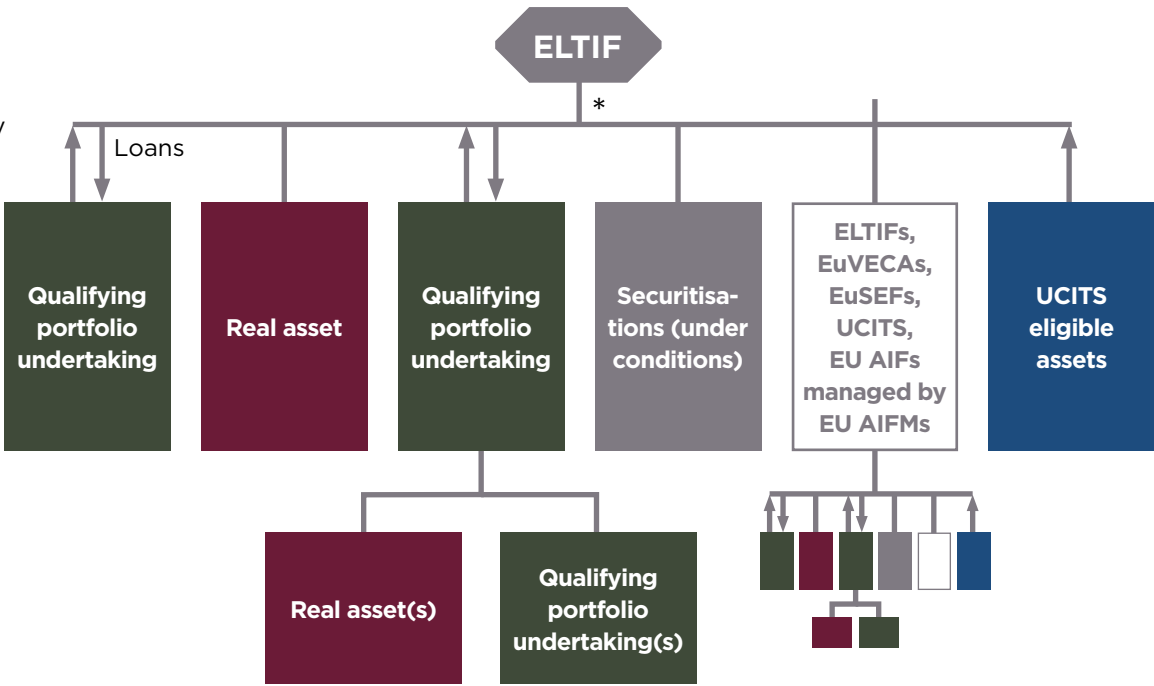 ELTIF
*
Loans
Qualifying
portfolio
undertaking
Real asset
Qualifying
portfolio
undertaking
Securitisa-
tions (under
conditions)
ELTIFs,
EuVECAs,
EuSEFs,
UCITS,
EU AIFs
managed by
EU AIFMs
UCITS
eligible
assets
Real asset(s)
Qualifying
portfolio
undertaking(s)